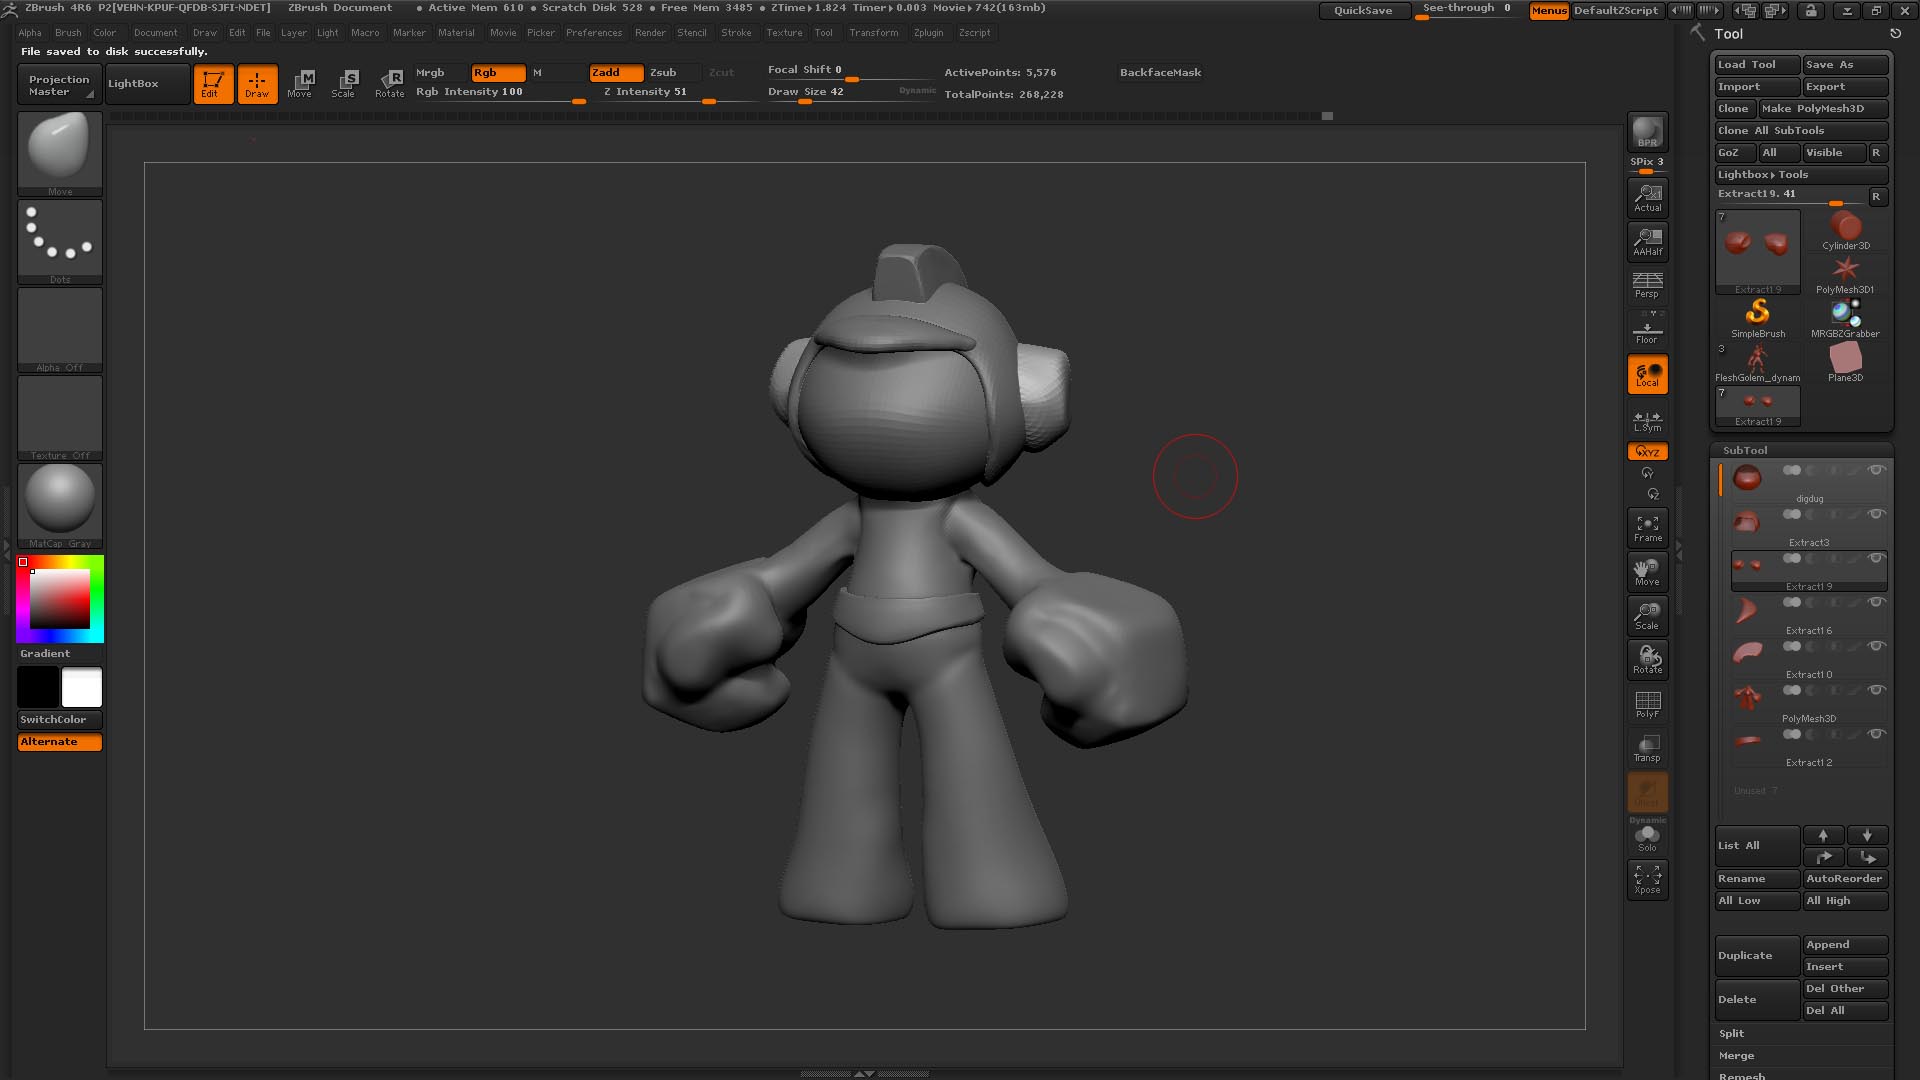 ZBrush 4R6 P2[VEHN-KPUF-QFDB-SJFI-NDET] ZBrush Document • Active Mem 610 • Scratch Disk 528 • Free Mem 3485 • ZTime▸1.824 Timer▸0.003 Movie▸742(163mb) QuickSave See-through 0 Menus DefaultZScript
Alpha Brush Color Document Draw Edit File Layer Light Macro Marker Material Movie Picker Preferences Render Stencil Stroke Texture Tool Transform Zplugin Zscript
File saved to disk successfully.
Projection Master
LightBox
Edit
Draw
Move
Scale
Rotate
Mrgb Rgb M
Rgb Intensity 100
Zadd Zsub Zcut
Z Intensity 51
Focal Shift 0
Draw Size 42
Dynamic
ActivePoints: 5,576
TotalPoints: 268,228
BackfaceMask
Move
Dots
Alpha Off
Texture Off
MatCap Gray
Gradient
SwitchColor
Alternate
BPR
SPix 3
Actual
AAHalf
Persp
Floor
Local
L.Sym
XYZ
Y
Z
Frame
Move
Scale
Rotate
PolyF
Transp
Ghost
Dynamic
Solo
Xpose
Tool
Load Tool Save As
Import Export
Clone Make PolyMesh3D
Clone All SubTools
GoZ All Visible R
Lightbox▸Tools
Extract19. 41 R
7
Extract19
Cylinder3D
PolyMesh3D1
SimpleBrush
MRGBZGrabber
3
FleshGolem_dynam
Plane3D
7
Extract19
SubTool
digdug
Extract3
Extract19
Extract16
Extract10
PolyMesh3D
Extract12
Unused 7
List All
Rename AutoReorder
All Low All High
Duplicate
Append
Insert
Delete
Del Other
Del All
Split
Merge
Remesh